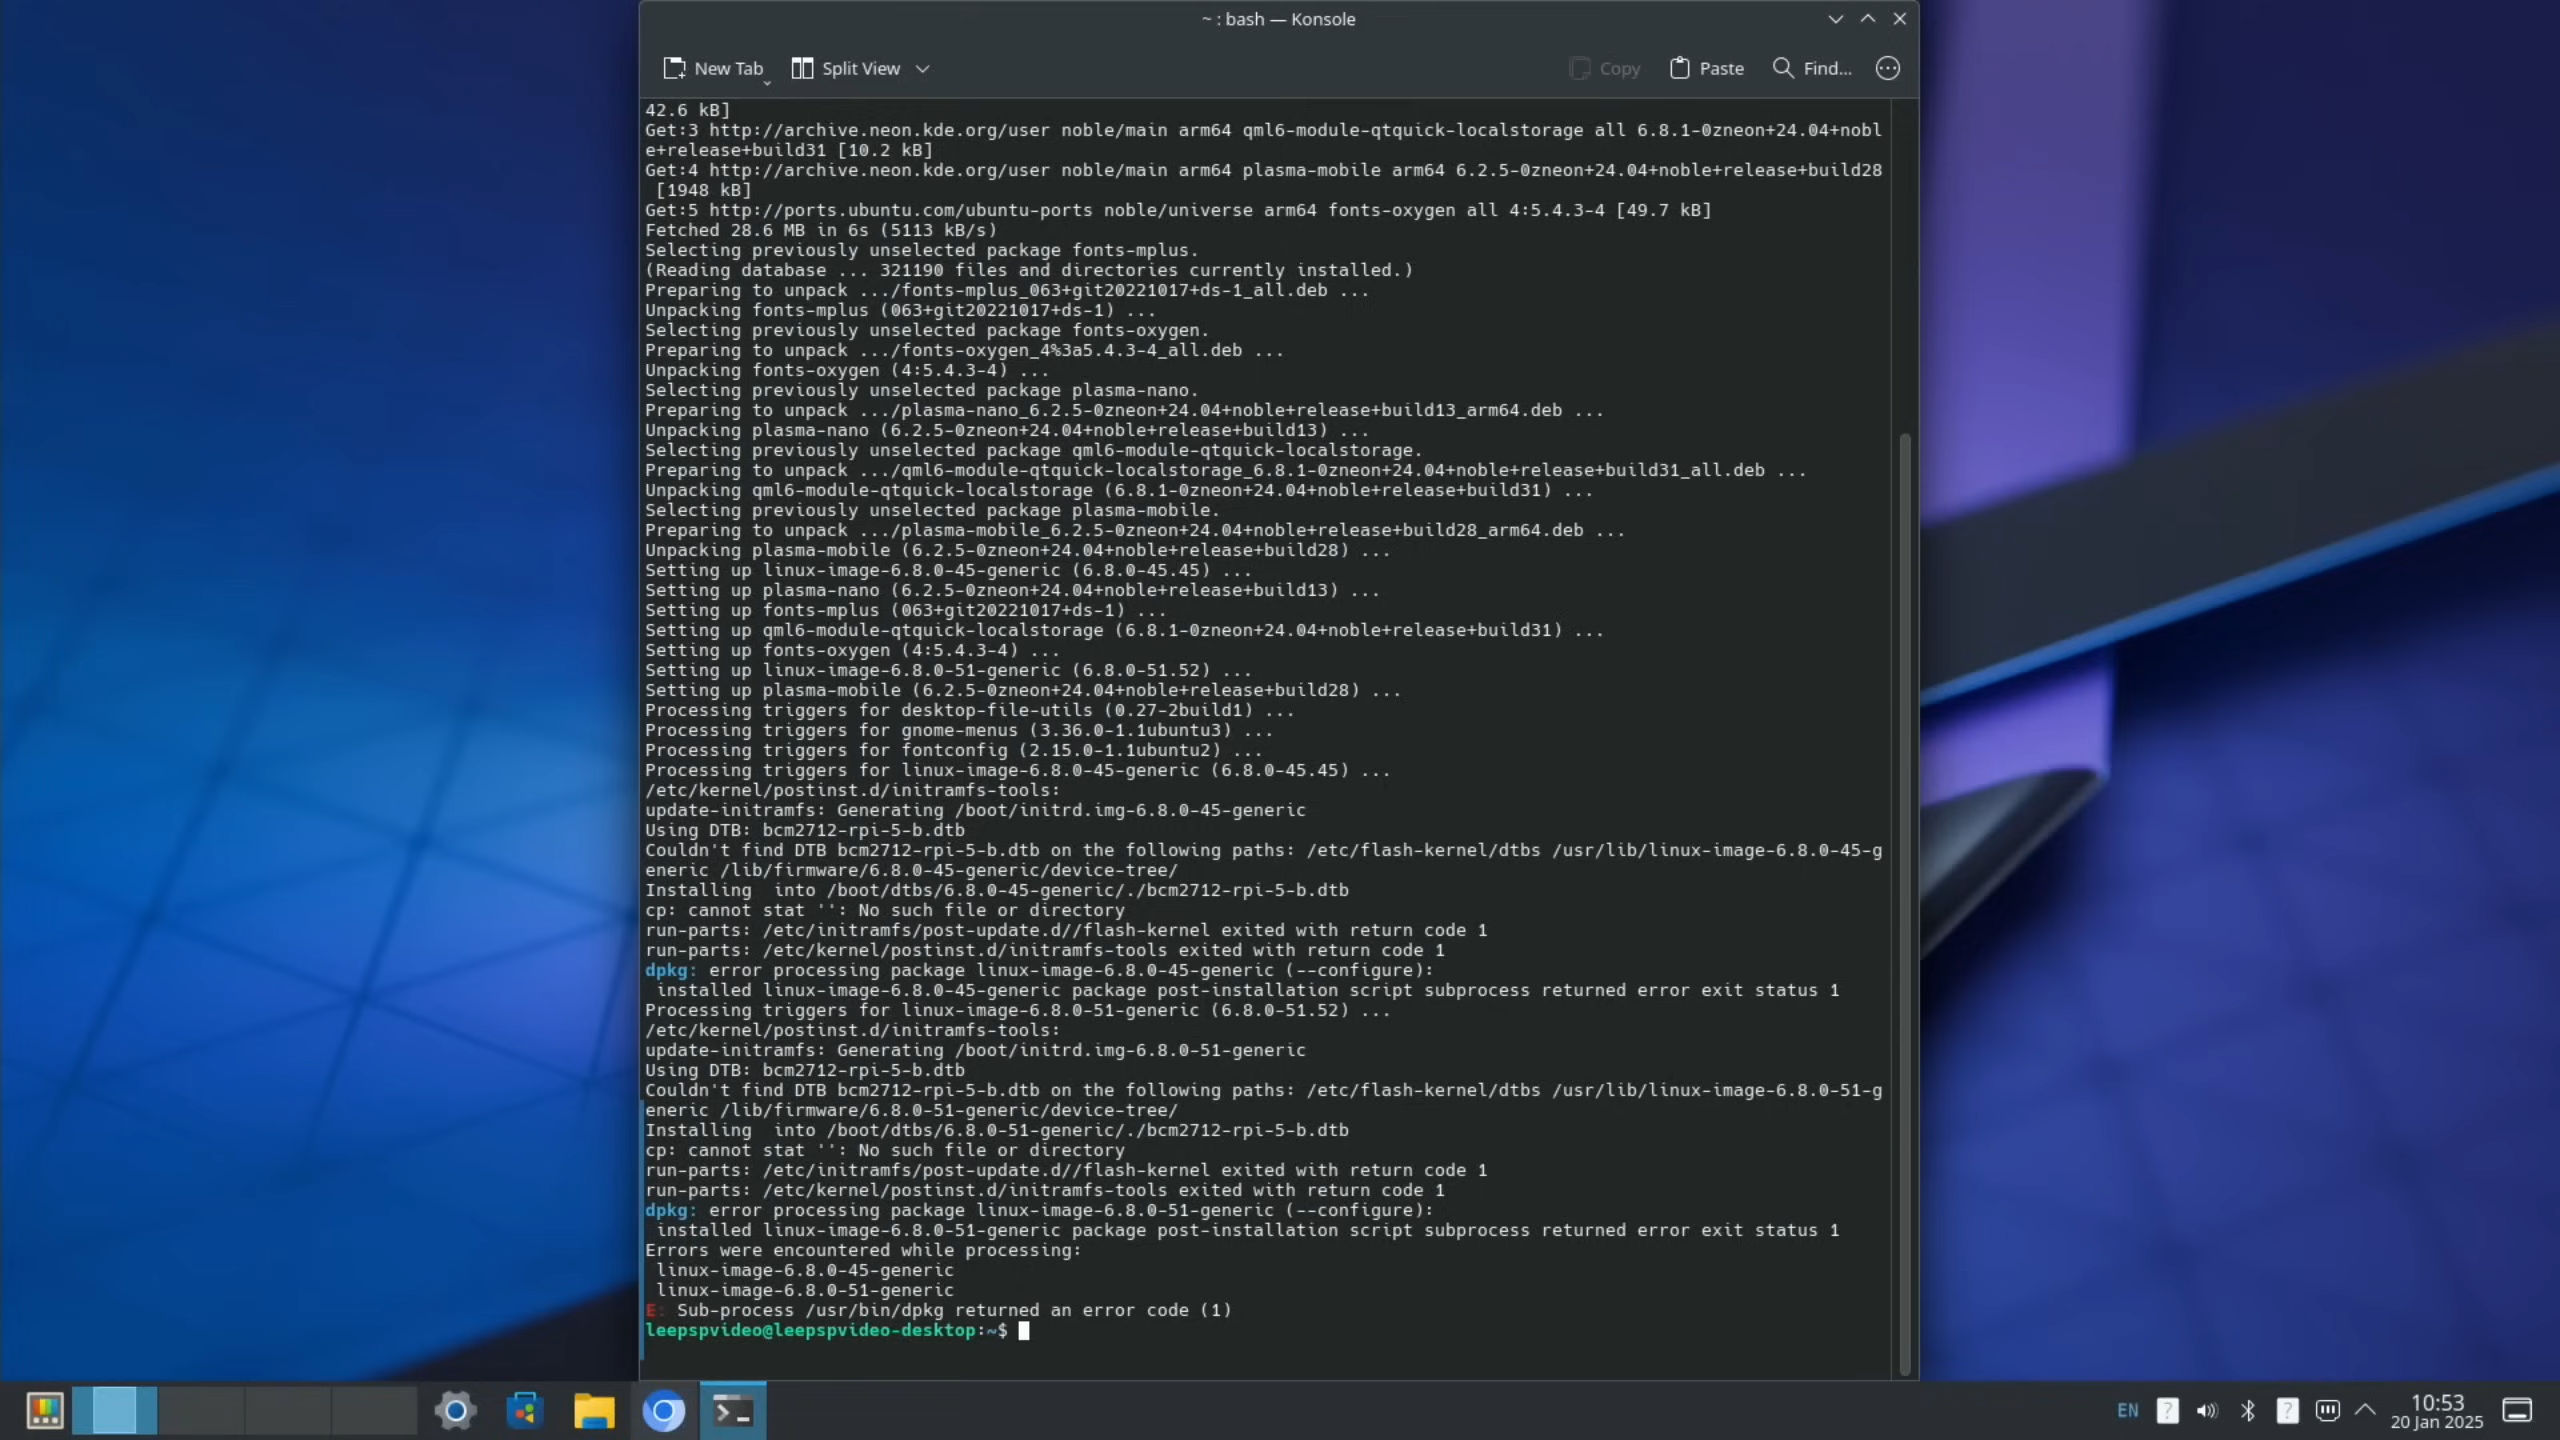 ~ : bash — Konsole
New Tab
Split View
Copy
Paste
Find...
42.6 kB]
Get:3 http://archive.neon.kde.org/user noble/main arm64 qml6-module-qtquick-localstorage all 6.8.1-0zneon+24.04+nobl
e+release+build31 [10.2 kB]
Get:4 http://archive.neon.kde.org/user noble/main arm64 plasma-mobile arm64 6.2.5-0zneon+24.04+noble+release+build28
 [1948 kB]
Get:5 http://ports.ubuntu.com/ubuntu-ports noble/universe arm64 fonts-oxygen all 4:5.4.3-4 [49.7 kB]
Fetched 28.6 MB in 6s (5113 kB/s)
Selecting previously unselected package fonts-mplus.
(Reading database ... 321190 files and directories currently installed.)
Preparing to unpack .../fonts-mplus_063+git20221017+ds-1_all.deb ...
Unpacking fonts-mplus (063+git20221017+ds-1) ...
Selecting previously unselected package fonts-oxygen.
Preparing to unpack .../fonts-oxygen_4%3a5.4.3-4_all.deb ...
Unpacking fonts-oxygen (4:5.4.3-4) ...
Selecting previously unselected package plasma-nano.
Preparing to unpack .../plasma-nano_6.2.5-0zneon+24.04+noble+release+build13_arm64.deb ...
Unpacking plasma-nano (6.2.5-0zneon+24.04+noble+release+build13) ...
Selecting previously unselected package qml6-module-qtquick-localstorage.
Preparing to unpack .../qml6-module-qtquick-localstorage_6.8.1-0zneon+24.04+noble+release+build31_all.deb ...
Unpacking qml6-module-qtquick-localstorage (6.8.1-0zneon+24.04+noble+release+build31) ...
Selecting previously unselected package plasma-mobile.
Preparing to unpack .../plasma-mobile_6.2.5-0zneon+24.04+noble+release+build28_arm64.deb ...
Unpacking plasma-mobile (6.2.5-0zneon+24.04+noble+release+build28) ...
Setting up linux-image-6.8.0-45-generic (6.8.0-45.45) ...
Setting up plasma-nano (6.2.5-0zneon+24.04+noble+release+build13) ...
Setting up fonts-mplus (063+git20221017+ds-1) ...
Setting up qml6-module-qtquick-localstorage (6.8.1-0zneon+24.04+noble+release+build31) ...
Setting up fonts-oxygen (4:5.4.3-4) ...
Setting up linux-image-6.8.0-51-generic (6.8.0-51.52) ...
Setting up plasma-mobile (6.2.5-0zneon+24.04+noble+release+build28) ...
Processing triggers for desktop-file-utils (0.27-2build1) ...
Processing triggers for gnome-menus (3.36.0-1.1ubuntu3) ...
Processing triggers for fontconfig (2.15.0-1.1ubuntu2) ...
Processing triggers for linux-image-6.8.0-45-generic (6.8.0-45.45) ...
/etc/kernel/postinst.d/initramfs-tools:
update-initramfs: Generating /boot/initrd.img-6.8.0-45-generic
Using DTB: bcm2712-rpi-5-b.dtb
Couldn't find DTB bcm2712-rpi-5-b.dtb on the following paths: /etc/flash-kernel/dtbs /usr/lib/linux-image-6.8.0-45-g
eneric /lib/firmware/6.8.0-45-generic/device-tree/
Installing  into /boot/dtbs/6.8.0-45-generic/./bcm2712-rpi-5-b.dtb
cp: cannot stat '': No such file or directory
run-parts: /etc/initramfs/post-update.d//flash-kernel exited with return code 1
run-parts: /etc/kernel/postinst.d/initramfs-tools exited with return code 1
dpkg: error processing package linux-image-6.8.0-45-generic (--configure):
 installed linux-image-6.8.0-45-generic package post-installation script subprocess returned error exit status 1
Processing triggers for linux-image-6.8.0-51-generic (6.8.0-51.52) ...
/etc/kernel/postinst.d/initramfs-tools:
update-initramfs: Generating /boot/initrd.img-6.8.0-51-generic
Using DTB: bcm2712-rpi-5-b.dtb
Couldn't find DTB bcm2712-rpi-5-b.dtb on the following paths: /etc/flash-kernel/dtbs /usr/lib/linux-image-6.8.0-51-g
eneric /lib/firmware/6.8.0-51-generic/device-tree/
Installing  into /boot/dtbs/6.8.0-51-generic/./bcm2712-rpi-5-b.dtb
cp: cannot stat '': No such file or directory
run-parts: /etc/initramfs/post-update.d//flash-kernel exited with return code 1
run-parts: /etc/kernel/postinst.d/initramfs-tools exited with return code 1
dpkg: error processing package linux-image-6.8.0-51-generic (--configure):
 installed linux-image-6.8.0-51-generic package post-installation script subprocess returned error exit status 1
Errors were encountered while processing:
 linux-image-6.8.0-45-generic
 linux-image-6.8.0-51-generic
E: Sub-process /usr/bin/dpkg returned an error code (1)
leepspvideo@leepspvideo-desktop:~$
EN
10:53
20 Jan 2025